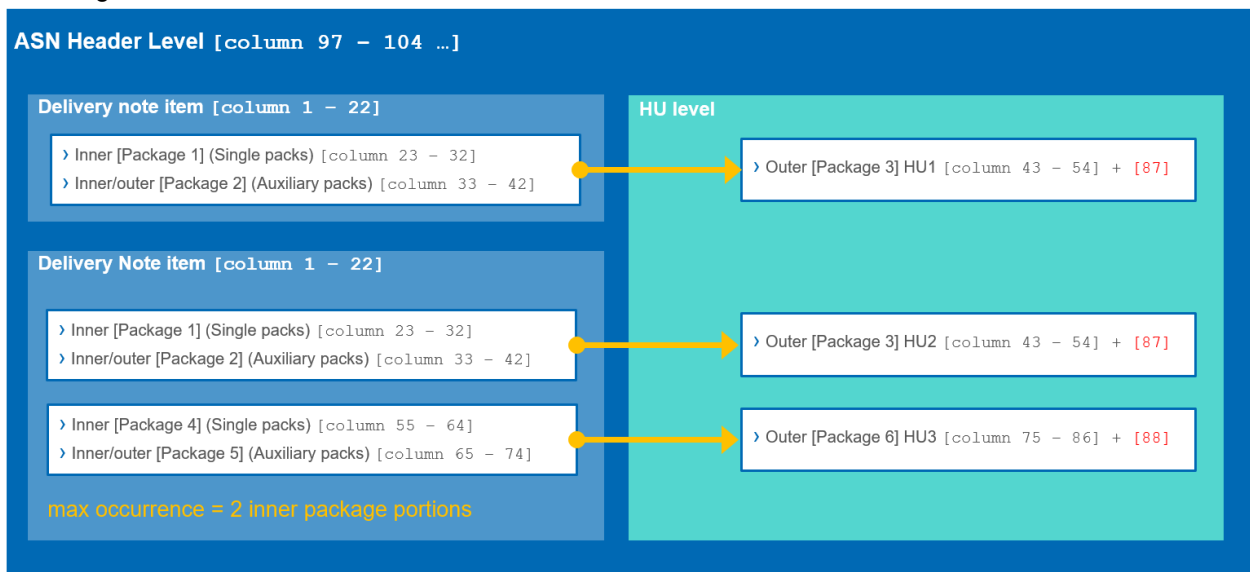 ASN Header Level [column 97 – 104 …]
Delivery note item [column 1 – 22]
HU level
› Inner [Package 1] (Single packs) [column 23 – 32]
› Inner/outer [Package 2] (Auxiliary packs) [column 33 – 42]
› Outer [Package 3] HU1 [column 43 – 54] + [87]
Delivery Note item [column 1 – 22]
› Inner [Package 1] (Single packs) [column 23 – 32]
› Inner/outer [Package 2] (Auxiliary packs) [column 33 – 42]
› Outer [Package 3] HU2 [column 43 – 54] + [87]
› Inner [Package 4] (Single packs) [column 55 – 64]
› Inner/outer [Package 5] (Auxiliary packs) [column 65 – 74]
› Outer [Package 6] HU3 [column 75 – 86] + [88]
max occurrence = 2 inner package portions